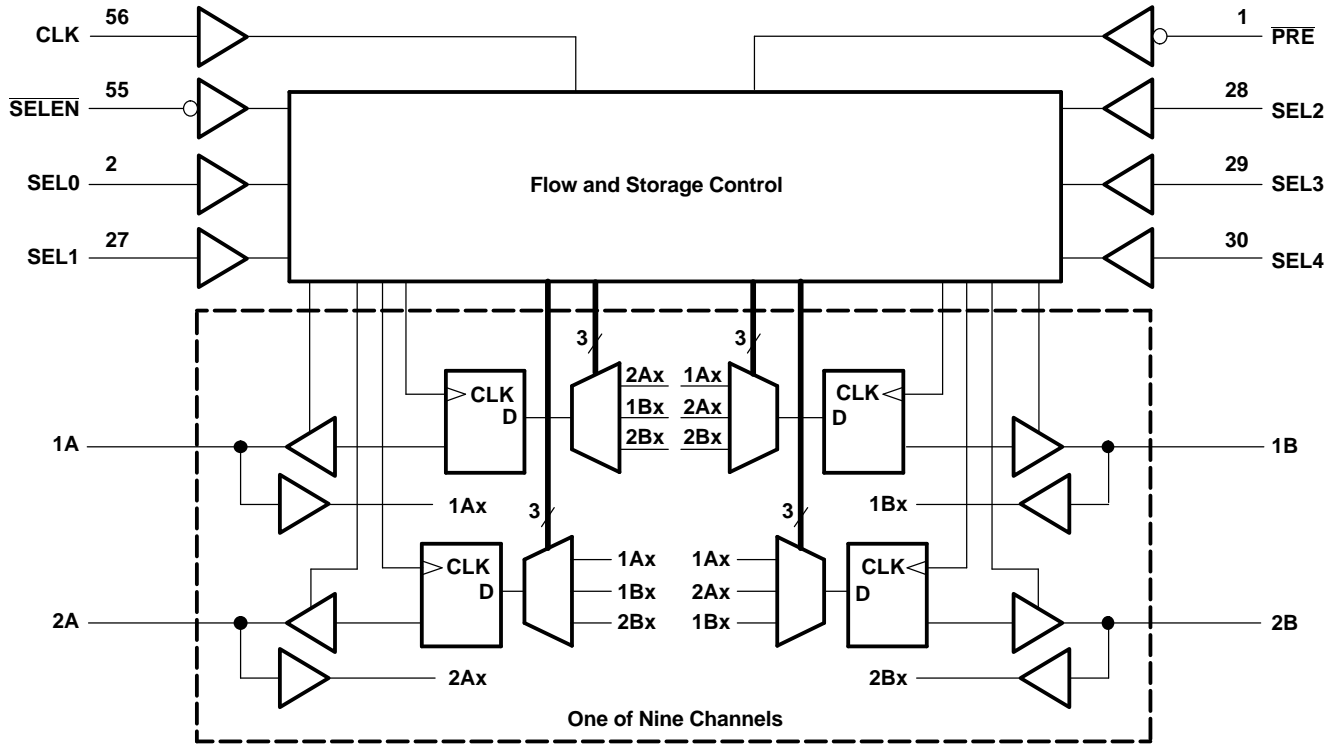 56
CLK
1
PRE
55
SELEN
28
SEL2
2
SEL0
29
SEL3
27
SEL1
30
SEL4
Flow and Storage Control
3
3
CLK
D
2Ax
1Bx
2Bx
1Ax
2Ax
2Bx
CLK
D
1A
1B
1Ax
1Bx
3
3
CLK
D
1Ax
1Bx
2Bx
1Ax
2Ax
1Bx
CLK
D
2A
2B
2Ax
2Bx
One of Nine Channels